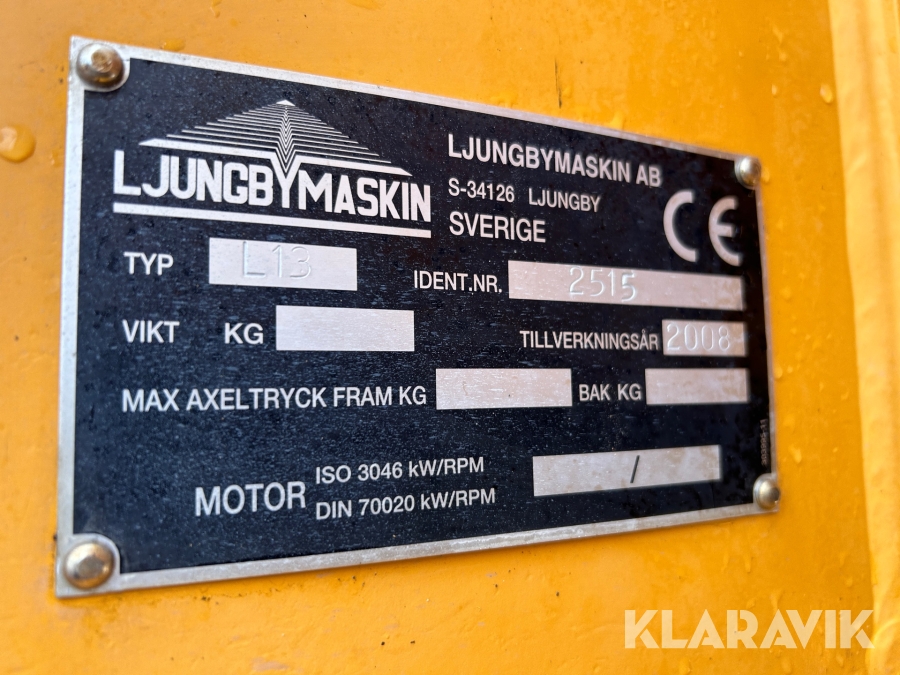 LJUNGBYMASKIN
LJUNGBYMASKIN AB
S-34126 LJUNGBY
SVERIGE
CE
TYP L13
IDENT.NR. 2515
VIKT KG
TILLVERKNINGSÅR 2008
MAX AXELTRYCK FRAM KG BAK KG
MOTOR ISO 3046 kW/RPM /
DIN 70020 kW/RPM
KLARAVIK